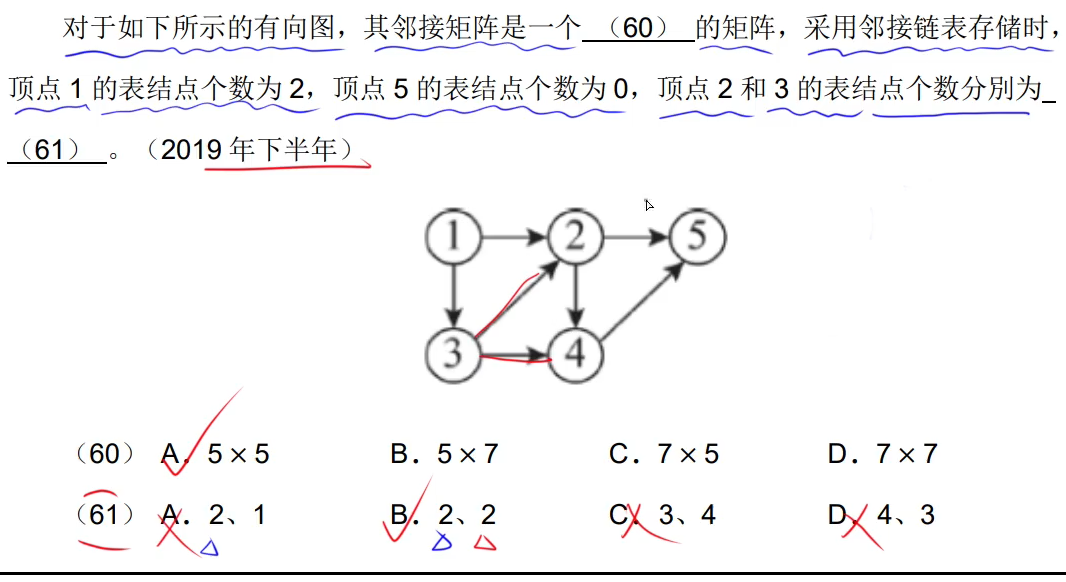 对于如下所示的有向图，其邻接矩阵是一个 （60） 的矩阵，采用邻接链表存储时，
顶点 1 的表结点个数为 2，顶点 5 的表结点个数为 0，顶点 2 和 3 的表结点个数分别为
（61） 。（2019 年下半年）
1 2 5
3 4
（60） A． 5×5 B． 5×7 C． 7×5 D． 7×7
（61） A． 2、1 B． 2、2 C． 3、4 D． 4、3